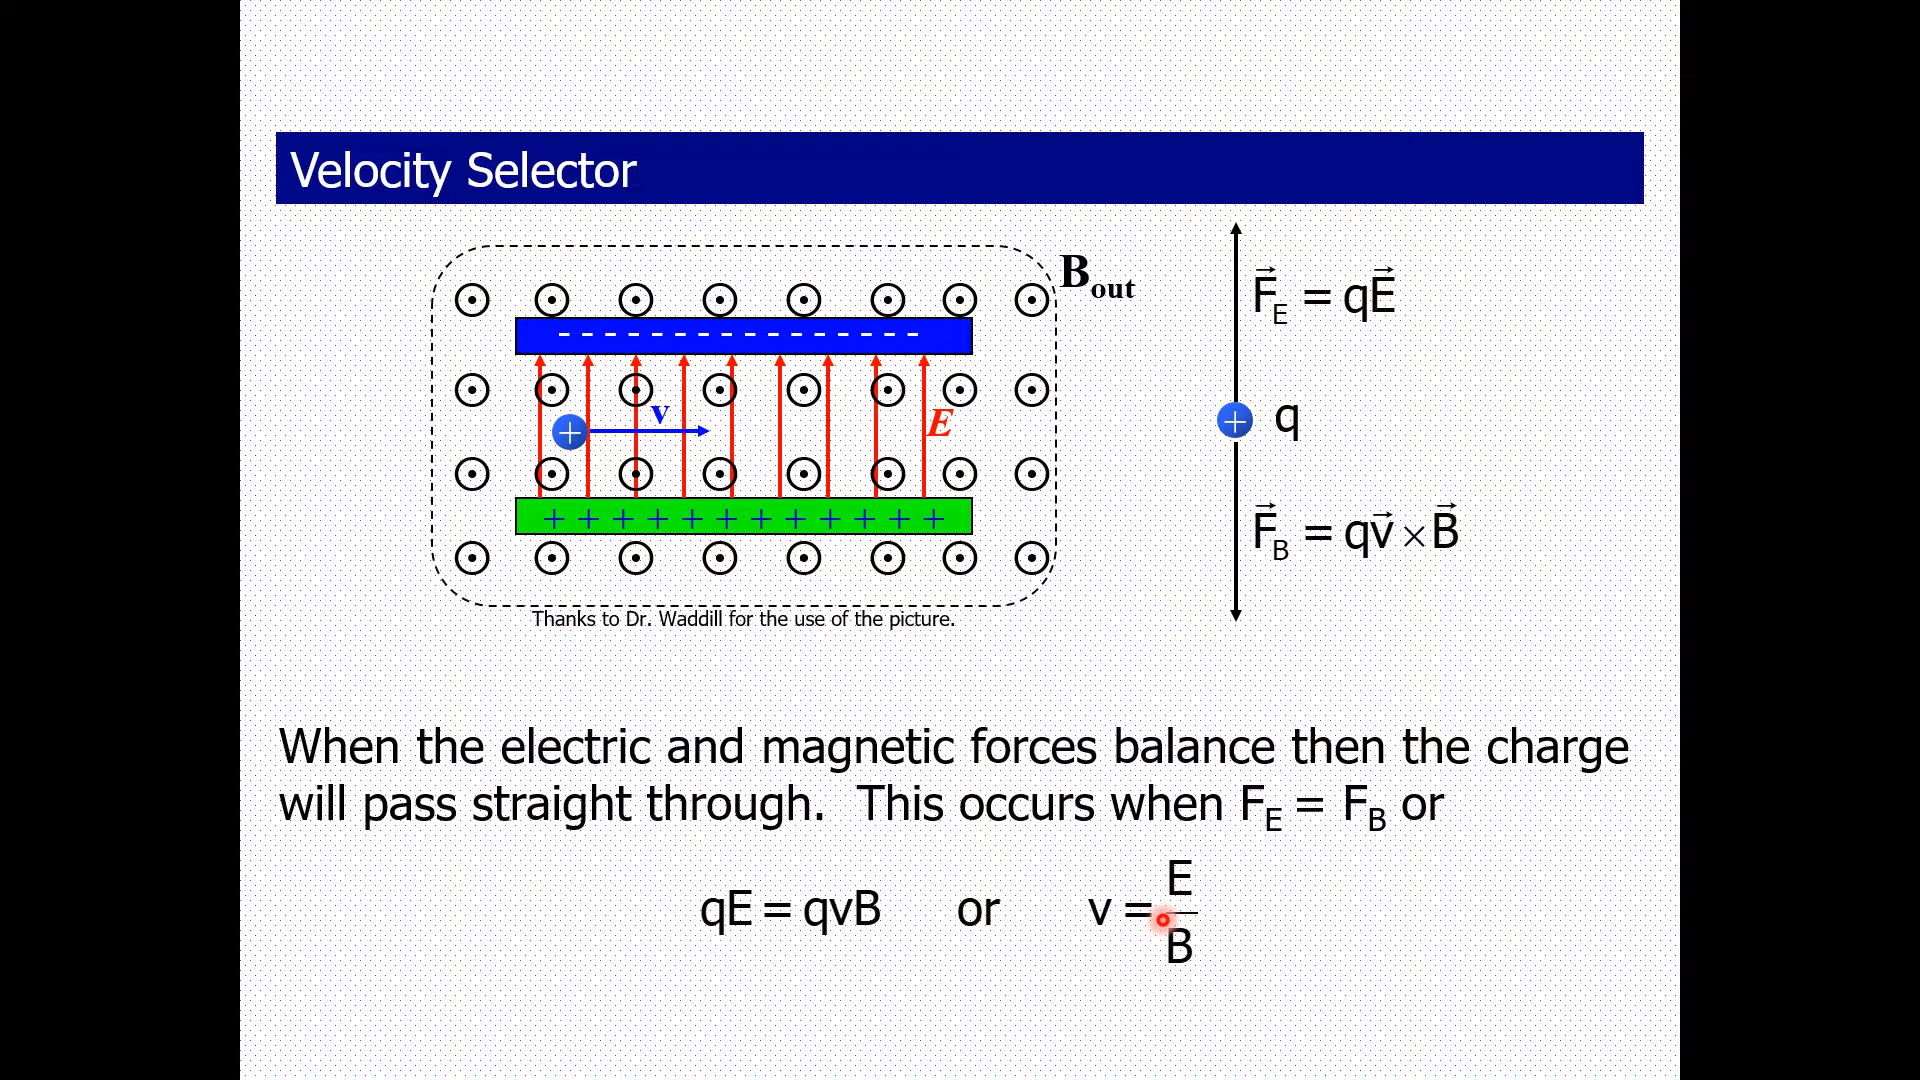 Velocity Selector
B_out
- - - - - - - - - - - - - - - -
v
E
+
+ + + + + + + + + + + +
Thanks to Dr. Waddill for the use of the picture.
F⃗_E = qE⃗
+ q
F⃗_B = qv⃗ × B⃗
When the electric and magnetic forces balance then the charge
will pass straight through. This occurs when F_E = F_B or
qE = qvB or v = E/B